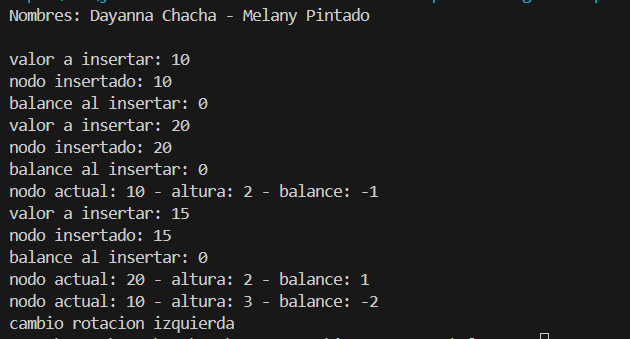 Nombres: Dayanna Chacha - Melany Pintado
valor a insertar: 10
nodo insertado: 10
balance al insertar: 0
valor a insertar: 20
nodo insertado: 20
balance al insertar: 0
nodo actual: 10 - altura: 2 - balance: -1
valor a insertar: 15
nodo insertado: 15
balance al insertar: 0
nodo actual: 20 - altura: 2 - balance: 1
nodo actual: 10 - altura: 3 - balance: -2
cambio rotacion izquierda